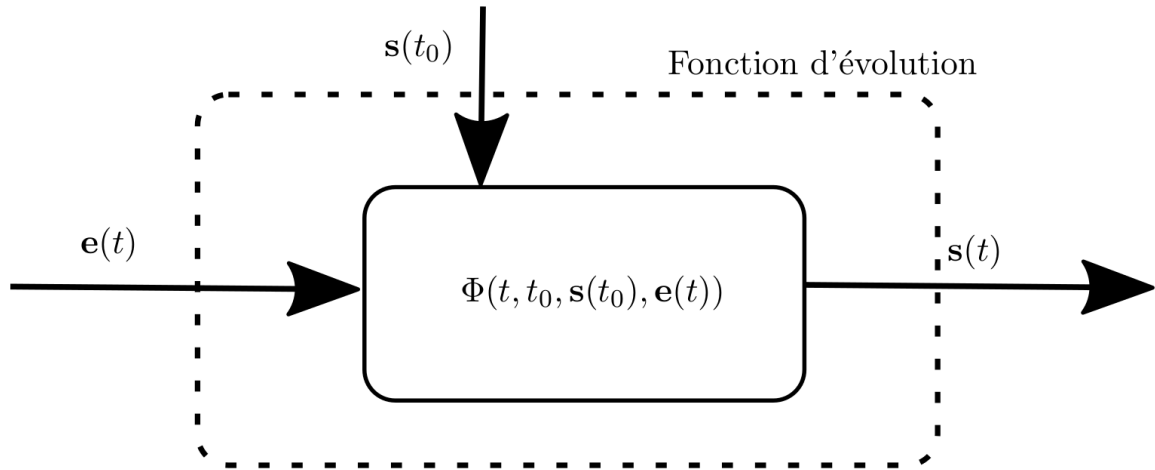 s(t₀)
Fonction d'évolution
e(t)
s(t)
Φ(t, t₀, s(t₀), e(t))